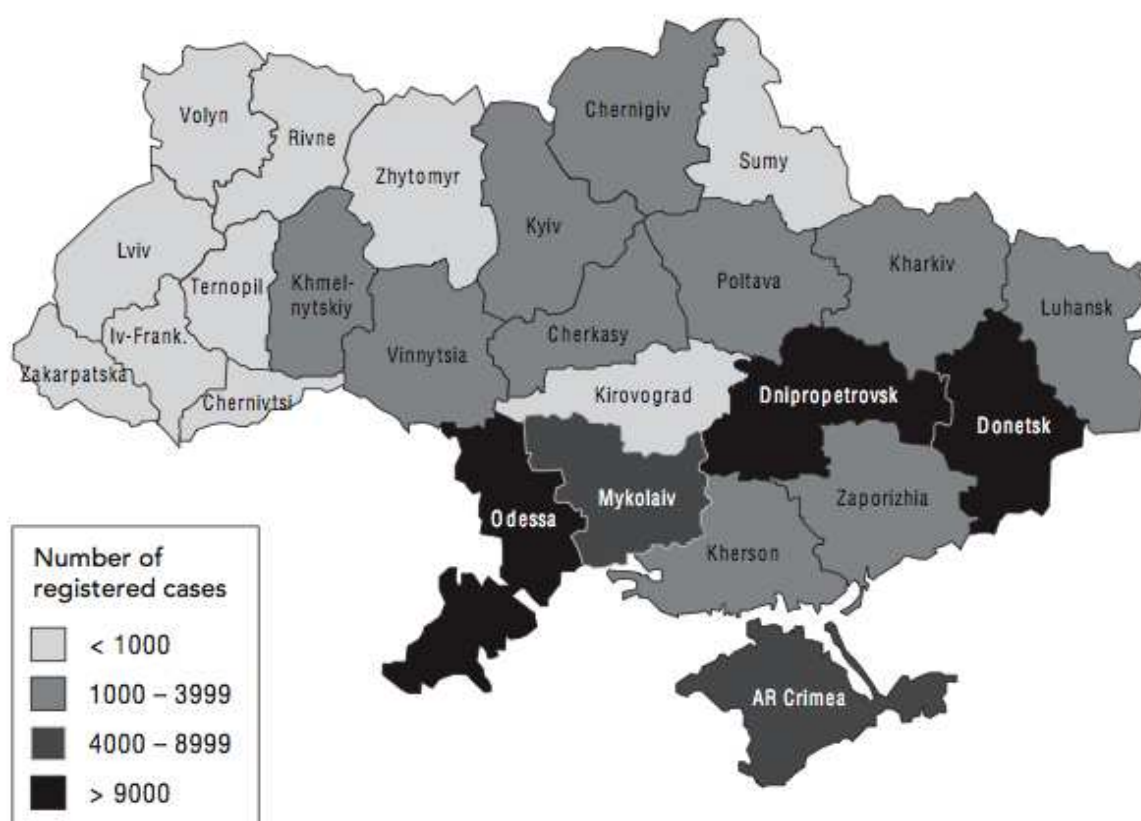 Chernigiv
Volyn
Rivne
Sumy
Zhytomyr
Kyiv
Lviv
Kharkiv
Poltava
Ternopil
Khmel-
nytskiy
Luhansk
Iv-Frank.
Cherkasy
Vinnytsia
Zakarpatska
Kirovograd
Dnipropetrovsk
Chernivtsi
Donetsk
Mykolaiv
Zaporizhia
Odessa
Kherson
AR Crimea
Number of
registered cases
< 1000
1000 – 3999
4000 – 8999
> 9000